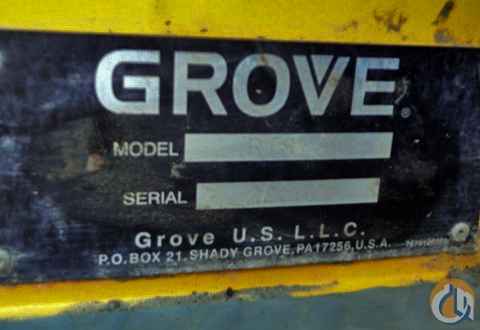 GROVE®
MODEL
SERIAL
Grove U.S. L.L.C.
P.O.BOX 21, SHADY GROVE, PA17256, U.S.A.